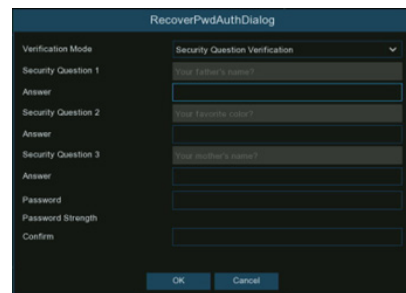 RecoverPwdAuthDialog
Verification Mode
Security Question Verification
Security Question 1
Your father's name?
Answer
Security Question 2
Your favorite color?
Answer
Security Question 3
Your mother's name?
Answer
Password
Password Strength
Confirm
OK
Cancel